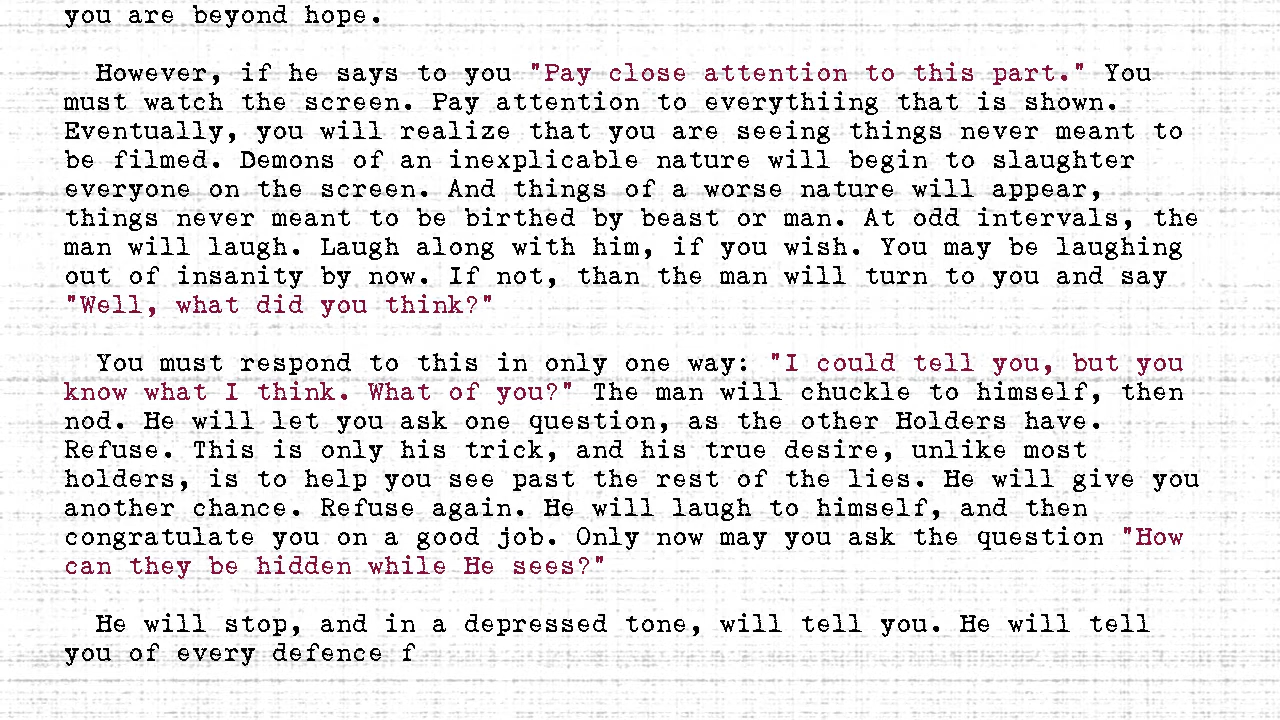 you are beyond hope.
However, if he says to you "Pay close attention to this part." You
must watch the screen. Pay attention to everythiing that is shown.
Eventually, you will realize that you are seeing things never meant to
be filmed. Demons of an inexplicable nature will begin to slaughter
everyone on the screen. And things of a worse nature will appear,
things never meant to be birthed by beast or man. At odd intervals, the
man will laugh. Laugh along with him, if you wish. You may be laughing
out of insanity by now. If not, than the man will turn to you and say
"Well, what did you think?"
You must respond to this in only one way: "I could tell you, but you
know what I think. What of you?" The man will chuckle to himself, then
nod. He will let you ask one question, as the other Holders have.
Refuse. This is only his trick, and his true desire, unlike most
holders, is to help you see past the rest of the lies. He will give you
another chance. Refuse again. He will laugh to himself, and then
congratulate you on a good job. Only now may you ask the question "How
can they be hidden while He sees?"
He will stop, and in a depressed tone, will tell you. He will tell
you of every defence f